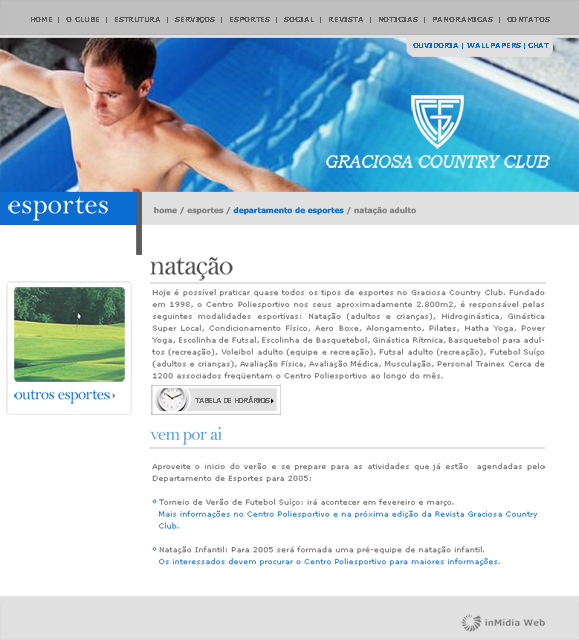 HOME | O CLUBE | ESTRUTURA | SERVIÇOS | ESPORTES | SOCIAL | REVISTA | NOTICIAS | PANORAMICAS | CONTATOS
OUVIDORIA | WALLPAPERS | CHAT
GRACIOSA COUNTRY CLUB
esportes
home / esportes / departamento de esportes / natação adulto
natação
Hoje é possível praticar quase todos os tipos de esportes no Graciosa Country Club. Fundado
em 1998, o Centro Poliesportivo nos seus aproximadamente 2.800m2, é responsável pelas
seguintes modalidades esportivas: Natação (adultos e crianças), Hidroginástica, Ginástica
Super Local, Condicionamento Físico, Aero Boxe, Alongamento, Pilates, Hatha Yoga, Power
Yoga, Escolinha de Futsal, Escolinha de Basquetebol, Ginástica Rítmica, Basquetebol para adul-
tos (recreação), Voleibol adulto (equipe e recreação), Futsal adulto (recreação), Futebol Suíço
(adultos e crianças), Avaliação Física, Avaliação Médica, Musculação, Personal Trainer. Cerca de
1200 associados freqüentam o Centro Poliesportivo ao longo do mês.
TABELA DE HORÁRIOS
outros esportes
vem por ai
Aproveite o inicio do verão e se prepare para as atividades que já estão agendadas pelo
Departamento de Esportes para 2005:
Torneio de Verão de Futebol Suíço: irá acontecer em fevereiro e março.
Mais informações no Centro Poliesportivo e na próxima edição da Revista Graciosa Country
Club.
Natação Infantil: Para 2005 será formada uma pré-equipe de natação infantil.
Os interessados devem procurar o Centro Poliesportivo para maiores informações.
inMídia Web